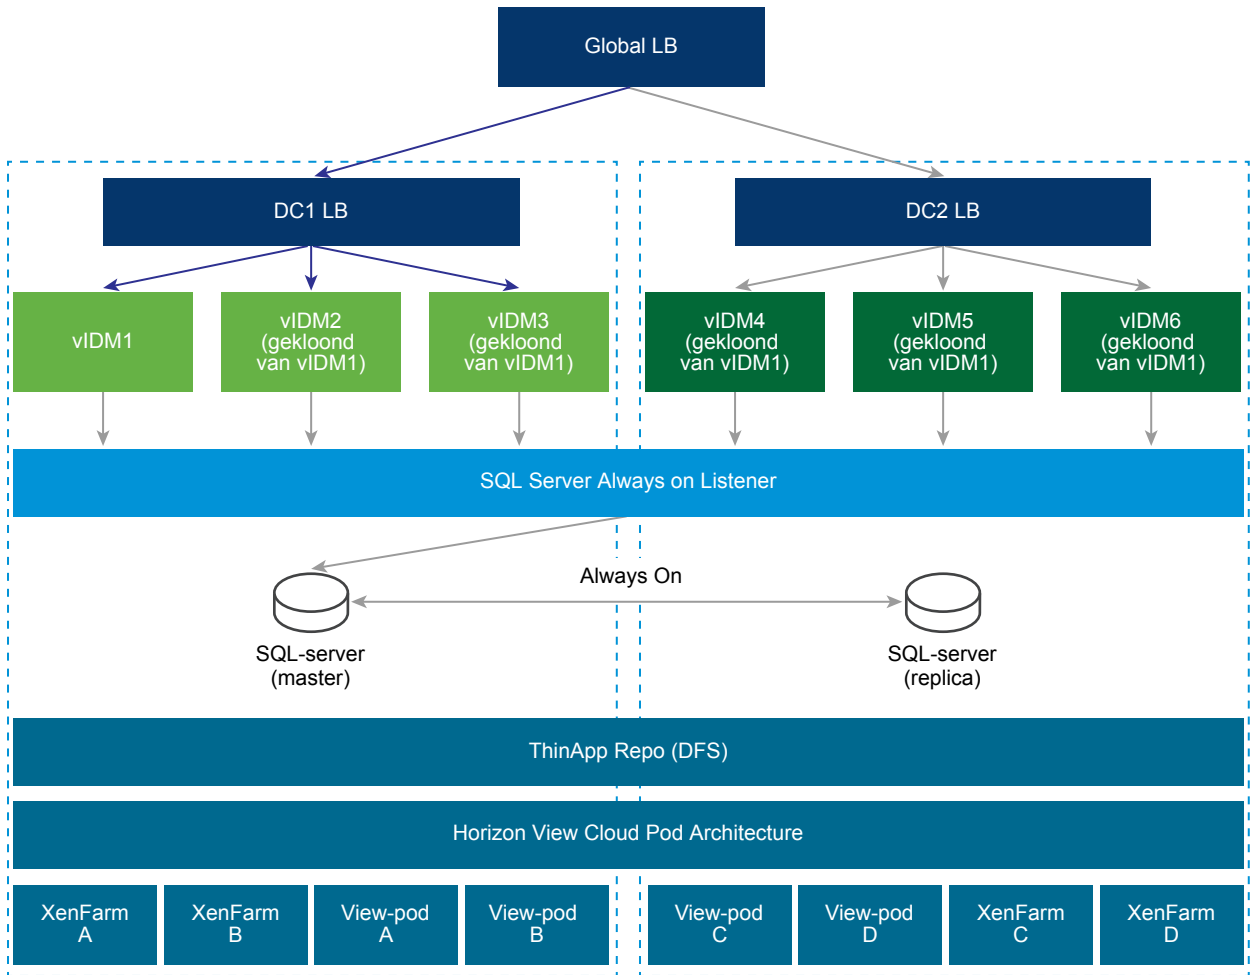 Global LB
DC1 LB
DC2 LB
vIDM1
vIDM2
(gekloond
van vIDM1)
vIDM3
(gekloond
van vIDM1)
vIDM4
(gekloond
van vIDM1)
vIDM5
(gekloond
van vIDM1)
vIDM6
(gekloond
van vIDM1)
SQL Server Always on Listener
Always On
SQL-server
(master)
SQL-server
(replica)
ThinApp Repo (DFS)
Horizon View Cloud Pod Architecture
XenFarm
A
XenFarm
B
View-pod
A
View-pod
B
View-pod
C
View-pod
D
XenFarm
C
XenFarm
D